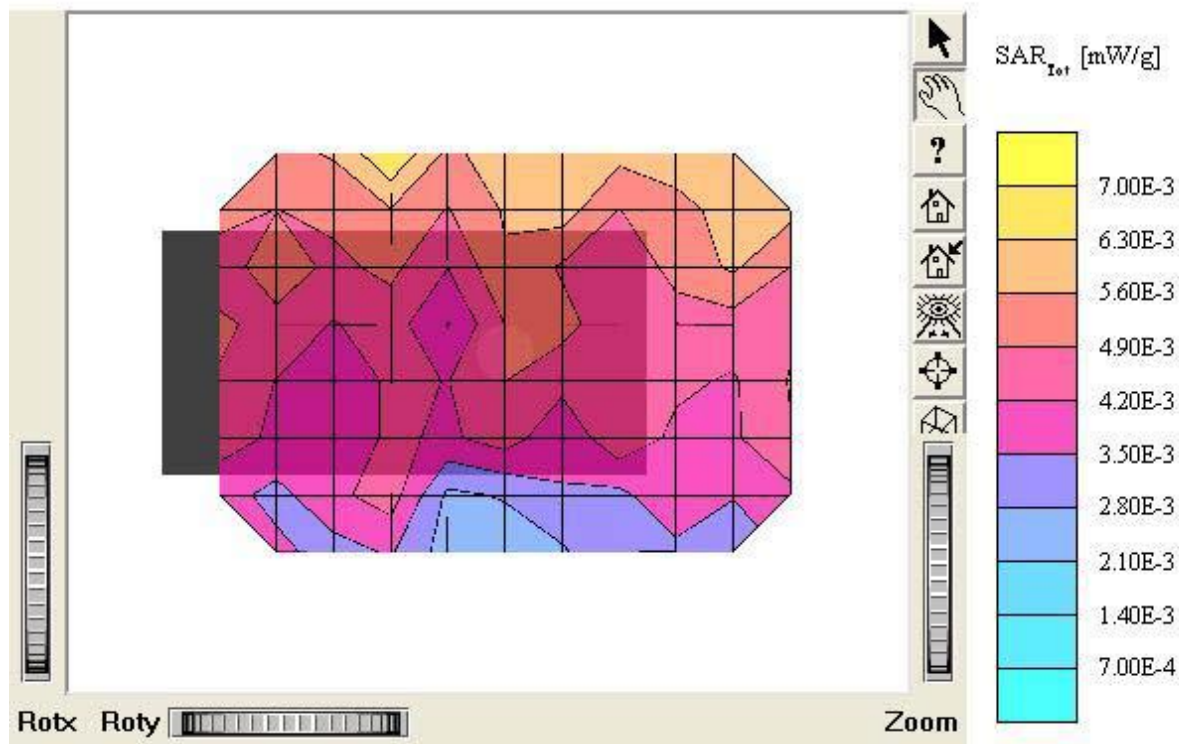 SAR_Tot [mW/g]
?
7.00E-3
6.30E-3
5.60E-3
4.90E-3
4.20E-3
3.50E-3
2.80E-3
2.10E-3
1.40E-3
7.00E-4
Rotx Roty Zoom